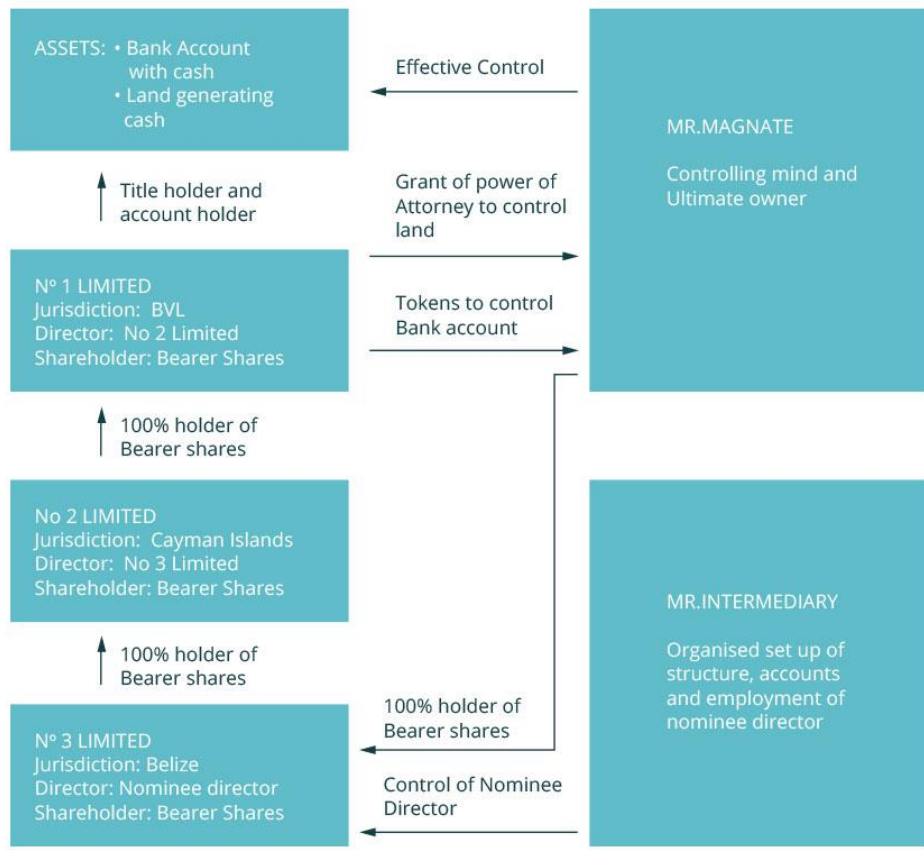 ASSETS: • Bank Account
with cash
• Land generating
cash
Effective Control
MR.MAGNATE
Controlling mind and
Ultimate owner
Title holder and
account holder
Grant of power of
Attorney to control
land
Nº 1 LIMITED
Jurisdiction: BVL
Director: No 2 Limited
Shareholder: Bearer Shares
Tokens to control
Bank account
100% holder of
Bearer shares
No 2 LIMITED
Jurisdiction: Cayman Islands
Director: No 3 Limited
Shareholder: Bearer Shares
MR.INTERMEDIARY
Organised set up of
structure, accounts
and employment of
nominee director
100% holder of
Bearer shares
100% holder of
Bearer shares
Nº 3 LIMITED
Jurisdiction: Belize
Director: Nominee director
Shareholder: Bearer Shares
Control of Nominee
Director